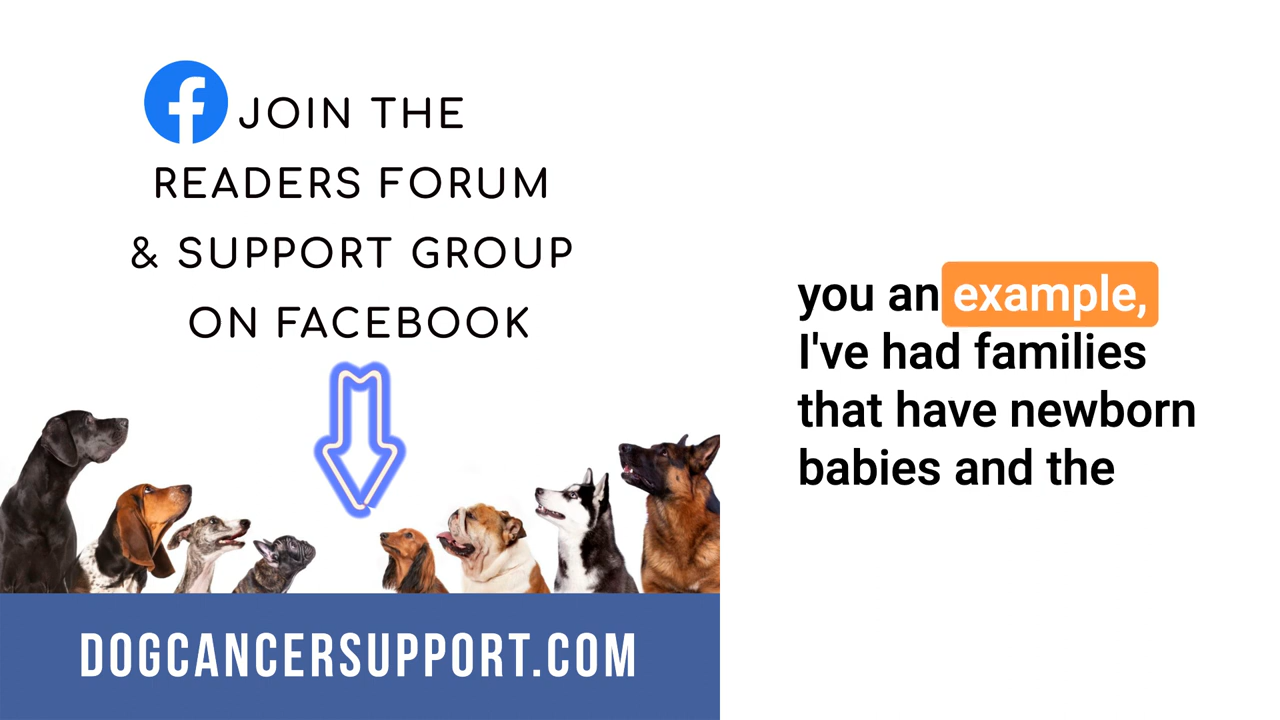 JOIN THE
READERS FORUM
& SUPPORT GROUP
ON FACEBOOK
DOGCANCERSUPPORT.COM
you an example,
I've had families
that have newborn
babies and the